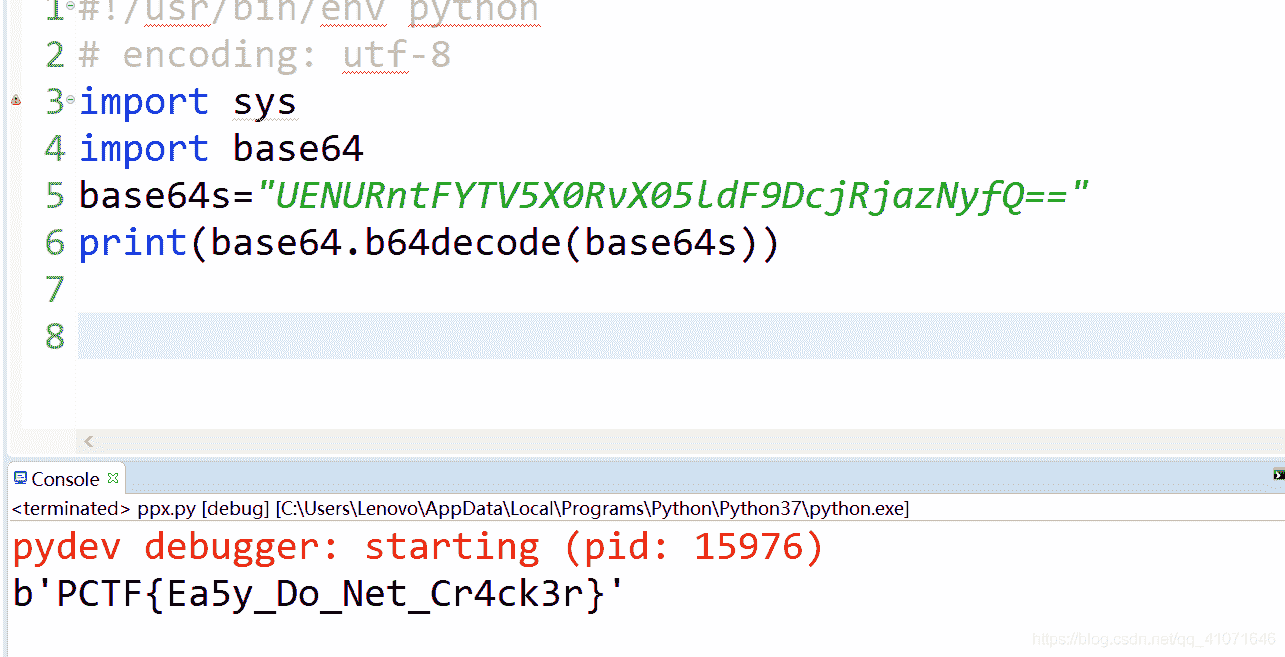 1 #!/usr/bin/env python
2 # encoding: utf-8
3 import sys
4 import base64
5 base64s="UENURntFYTV5X0RvX05ldF9DcjRjazNyfQ=="
6 print(base64.b64decode(base64s))
7
8
Console
<terminated> ppx.py [debug] [C:\Users\Lenovo\AppData\Local\Programs\Python\Python37\python.exe]
pydev debugger: starting (pid: 15976)
b'PCTF{Ea5y_Do_Net_Cr4ck3r}'
https://blog.csdn.net/qq_41071646